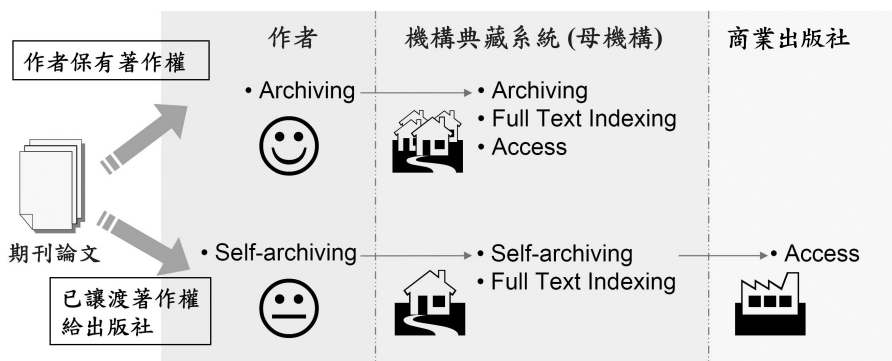 作者
機構典藏系統 (母機構)
商業出版社
作者保有著作權
• Archiving
• Archiving
• Full Text Indexing
• Access
期刊論文
• Self-archiving
• Self-archiving
• Full Text Indexing
• Access
已讓渡著作權
給出版社